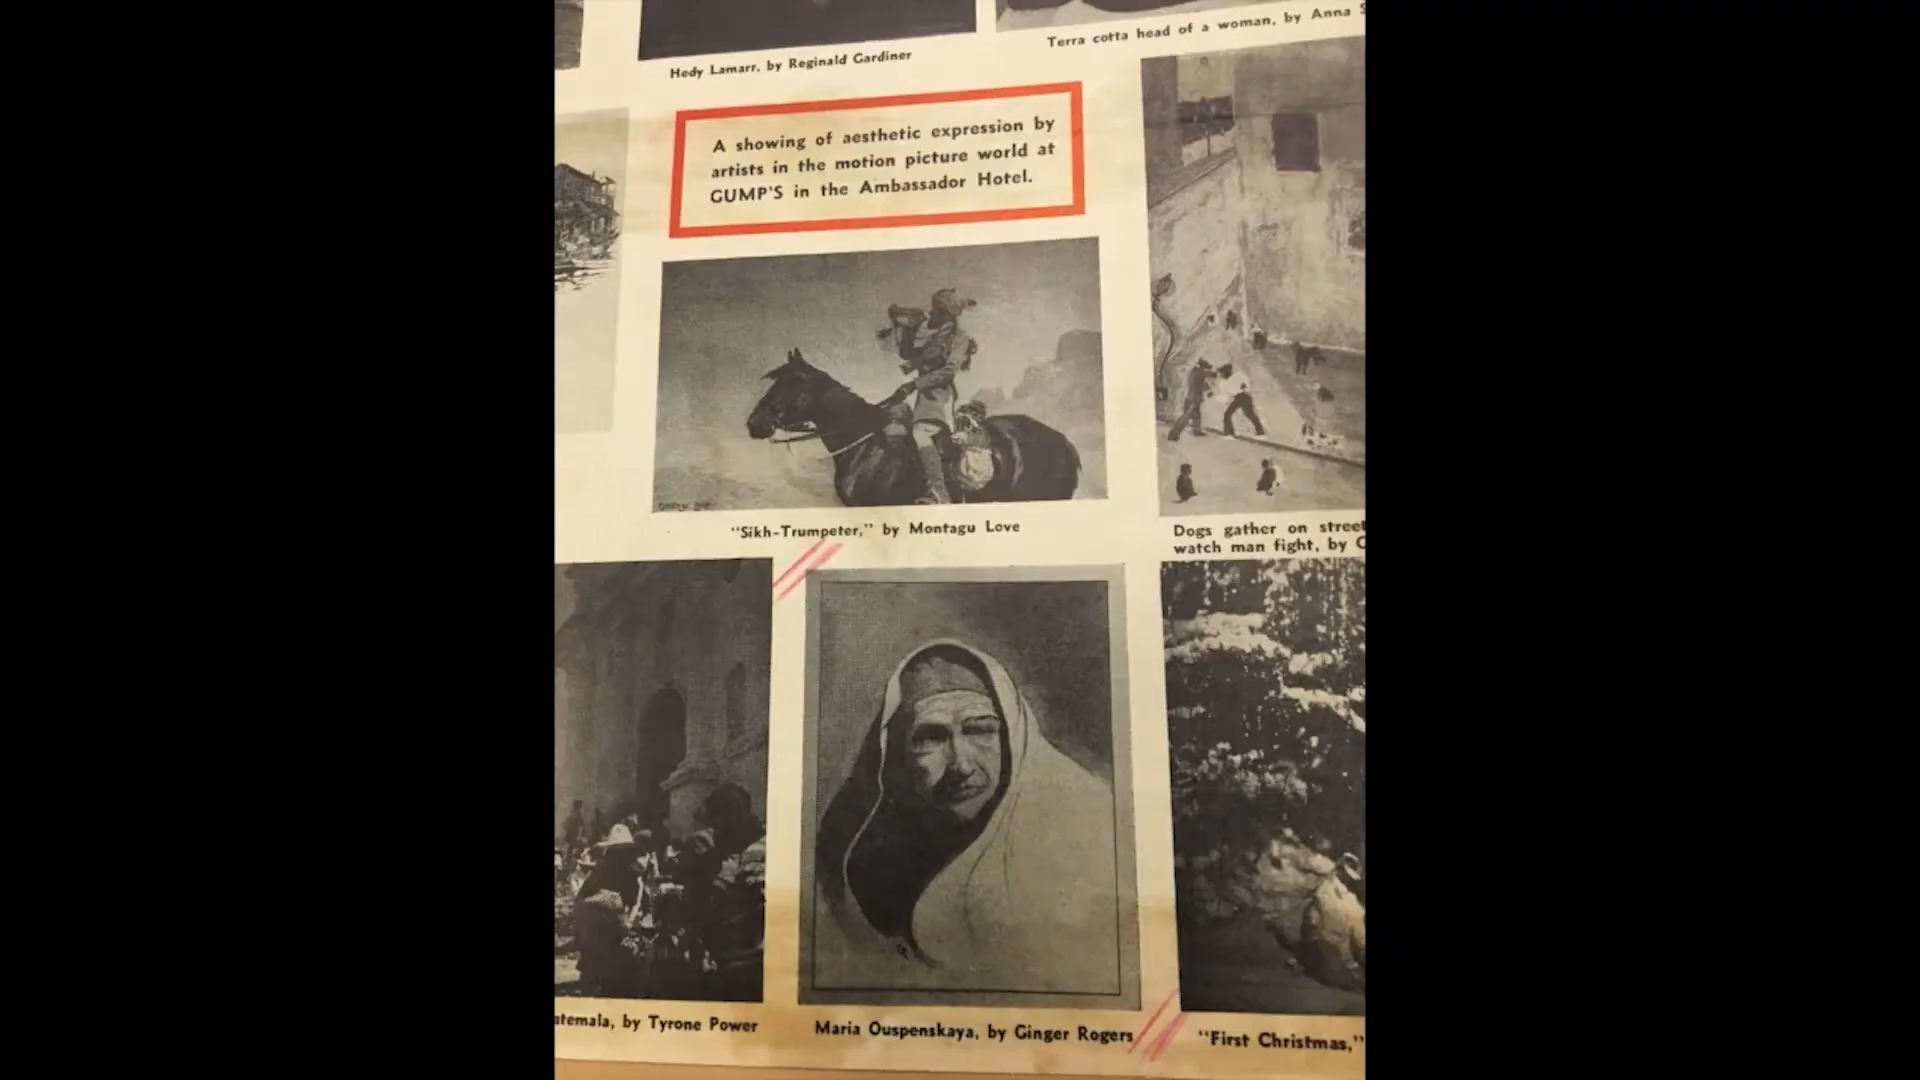 Hedy Lamarr, by Reginald Gardiner
Terra cotta head of a woman, by Anna
A showing of aesthetic expression by
artists in the motion picture world at
GUMP'S in the Ambassador Hotel.
"Sikh-Trumpeter," by Montagu Love
Dogs gather on street
watch man fight, by
atemala, by Tyrone Power
Maria Ouspenskaya, by Ginger Rogers
"First Christmas,"